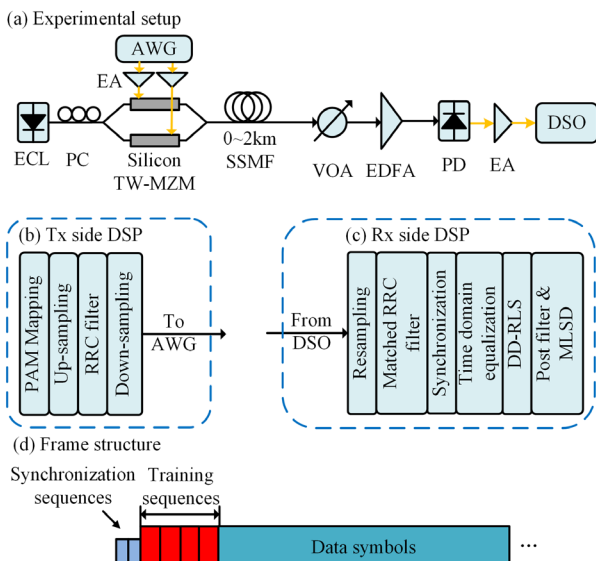 (a) Experimental setup
AWG
EA
ECL
PC
Silicon
TW-MZM
0~2km
SSMF
VOA
EDFA
PD
EA
DSO
(b) Tx side DSP
PAM Mapping
Up-sampling
RRC filter
Down-sampling
To
AWG
(c) Rx side DSP
From
DSO
Resampling
Matched RRC
filter
Synchronization
Time domain
equalization
DD-RLS
Post filter &
MLSD
(d) Frame structure
Synchronization
sequences
Training
sequences
Data symbols
...